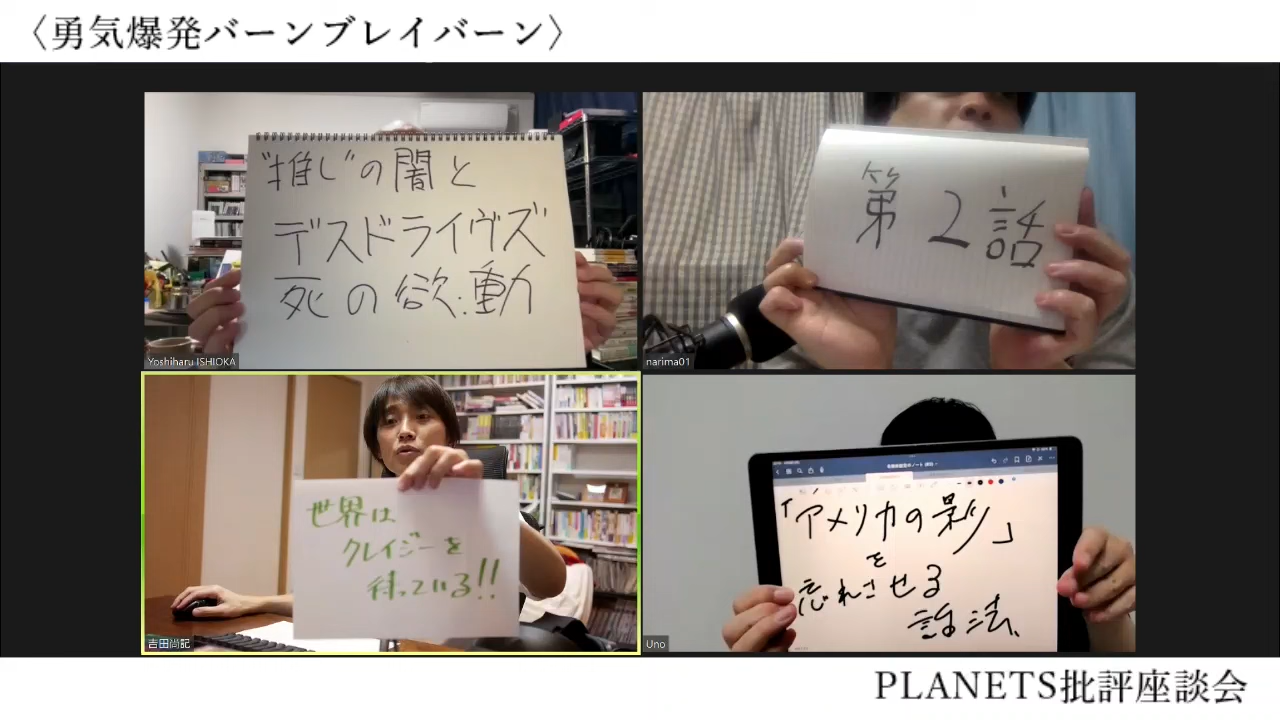 〈勇気爆発バーンブレイバーン〉
"推し"の闇と
デスドライヴズ
死の欲動
Yoshiharu ISHIOKA
第2話
narima01
世界は
クレイジーを
待っている!!
吉田尚記
「アメリカの影」
を
忘れさせる
話法、
Uno
PLANETS批評座談会